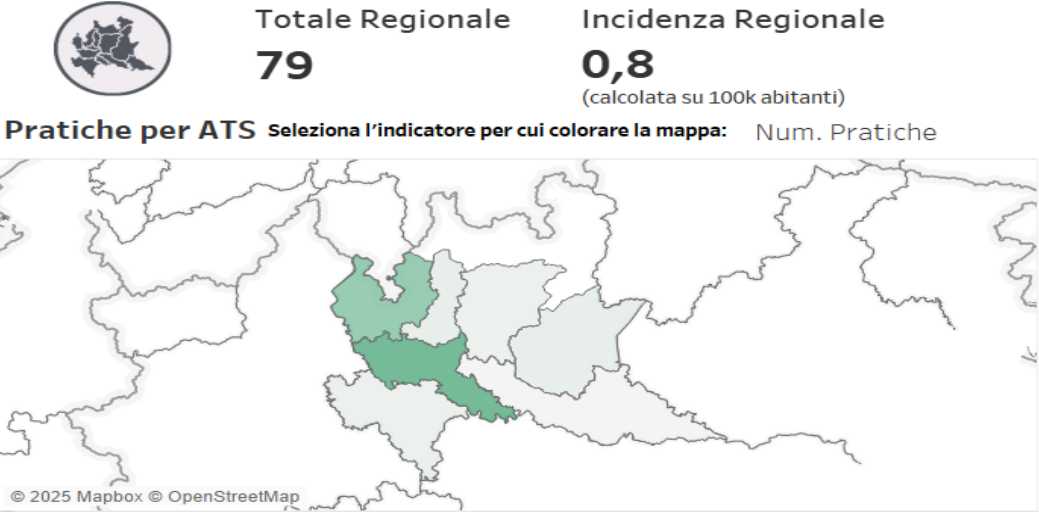 Totale Regionale
79
Incidenza Regionale
0,8
(calcolata su 100k abitanti)
Pratiche per ATS Seleziona l'indicatore per cui colorare la mappa: Num. Pratiche
© 2025 Mapbox © OpenStreetMap